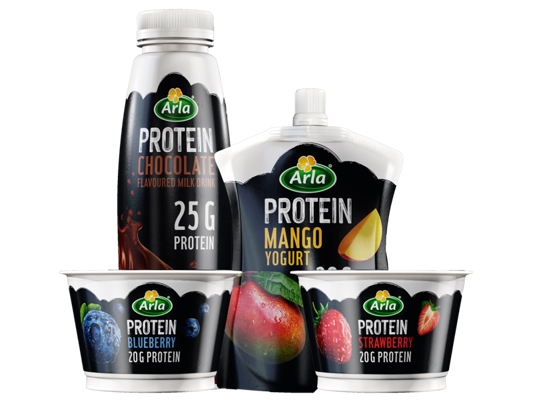 Arla
PROTEIN
CHOCOLATE
FLAVOURED MILK DRINK
25 G
PROTEIN
Arla
PROTEIN
MANGO
YOGURT
Arla
PROTEIN
BLUEBERRY
20G PROTEIN
Arla
PROTEIN
STRAWBERRY
20G PROTEIN